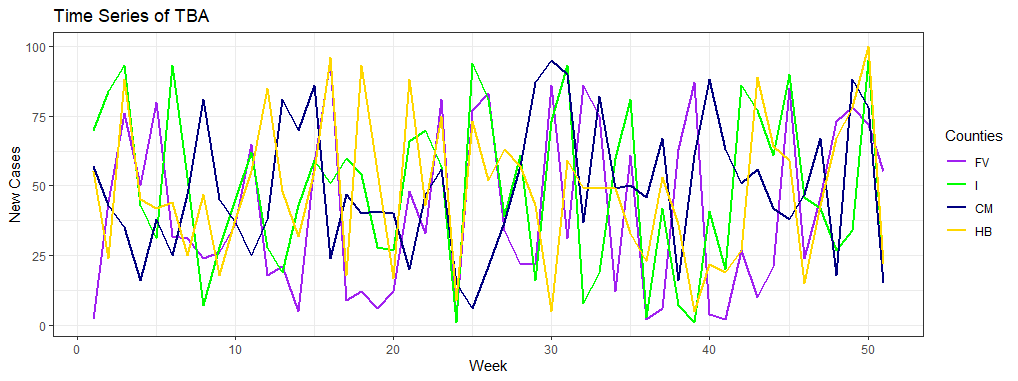 Time Series of TBA
New Cases
100
75
50
25
0
0 10 20 30 40 50
Week
Counties
FV
I
CM
HB